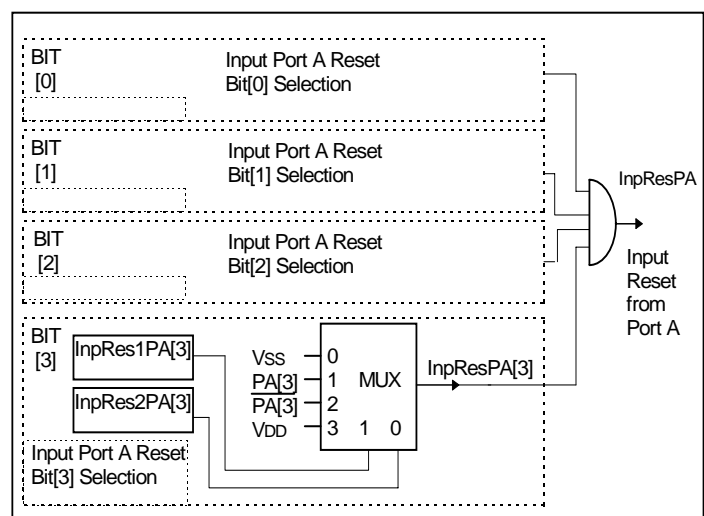 BIT
[0]
Input Port A Reset
Bit[0] Selection
BIT
[1]
Input Port A Reset
Bit[1] Selection
InpResPA
BIT
[2]
Input Port A Reset
Bit[2] Selection
Input
Reset
from
Port A
BIT
[3]
InpRes1PA[3]
InpRes2PA[3]
VSS 0
PA[3] 1
PA[3] 2
VDD 3
MUX
1 0
InpResPA[3]
Input Port A Reset
Bit[3] Selection